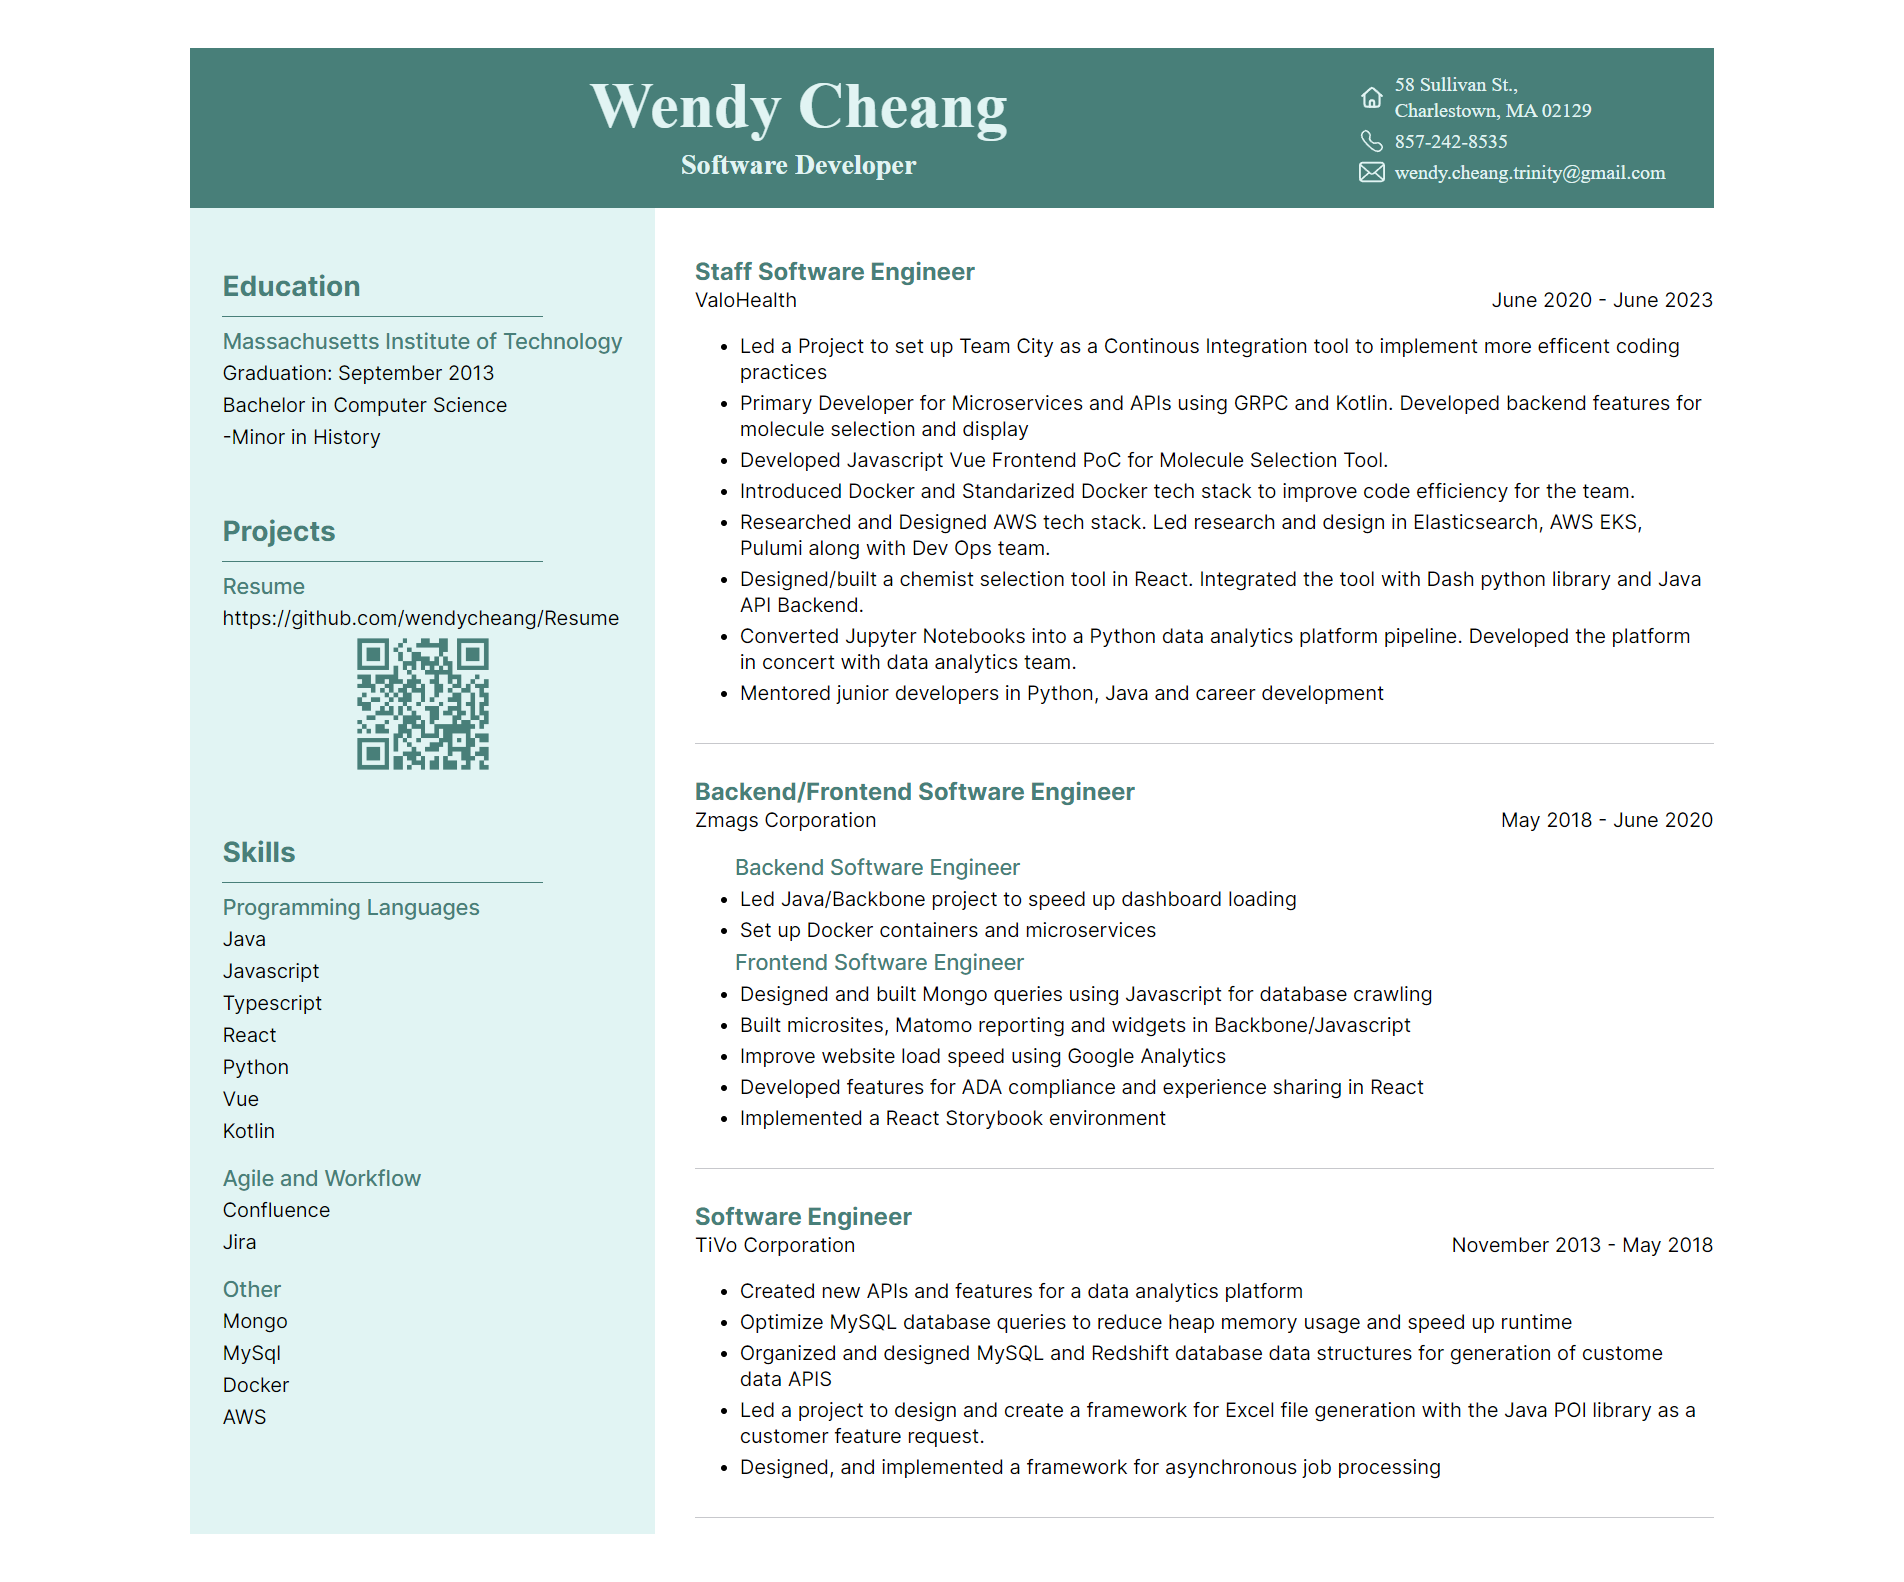 Wendy Cheang
Software Developer
58 Sullivan St.,
Charlestown, MA 02129
857-242-8535
wendy.cheang.trinity@gmail.com
Education
Massachusetts Institute of Technology
Graduation: September 2013
Bachelor in Computer Science
-Minor in History
Projects
Resume
https://github.com/wendycheang/Resume
Skills
Programming Languages
Java
Javascript
Typescript
React
Python
Vue
Kotlin
Agile and Workflow
Confluence
Jira
Other
Mongo
MySql
Docker
AWS
Staff Software Engineer
ValoHealth
June 2020 - June 2023
• Led a Project to set up Team City as a Continous Integration tool to implement more efficent coding
practices
• Primary Developer for Microservices and APIs using GRPC and Kotlin. Developed backend features for
molecule selection and display
• Developed Javascript Vue Frontend PoC for Molecule Selection Tool.
• Introduced Docker and Standarized Docker tech stack to improve code efficiency for the team.
• Researched and Designed AWS tech stack. Led research and design in Elasticsearch, AWS EKS,
Pulumi along with Dev Ops team.
• Designed/built a chemist selection tool in React. Integrated the tool with Dash python library and Java
API Backend.
• Converted Jupyter Notebooks into a Python data analytics platform pipeline. Developed the platform
in concert with data analytics team.
• Mentored junior developers in Python, Java and career development
Backend/Frontend Software Engineer
Zmags Corporation
May 2018 - June 2020
Backend Software Engineer
• Led Java/Backbone project to speed up dashboard loading
• Set up Docker containers and microservices
Frontend Software Engineer
• Designed and built Mongo queries using Javascript for database crawling
• Built microsites, Matomo reporting and widgets in Backbone/Javascript
• Improve website load speed using Google Analytics
• Developed features for ADA compliance and experience sharing in React
• Implemented a React Storybook environment
Software Engineer
TiVo Corporation
November 2013 - May 2018
• Created new APIs and features for a data analytics platform
• Optimize MySQL database queries to reduce heap memory usage and speed up runtime
• Organized and designed MySQL and Redshift database data structures for generation of custome
data APIS
• Led a project to design and create a framework for Excel file generation with the Java POI library as a
customer feature request.
• Designed, and implemented a framework for asynchronous job processing